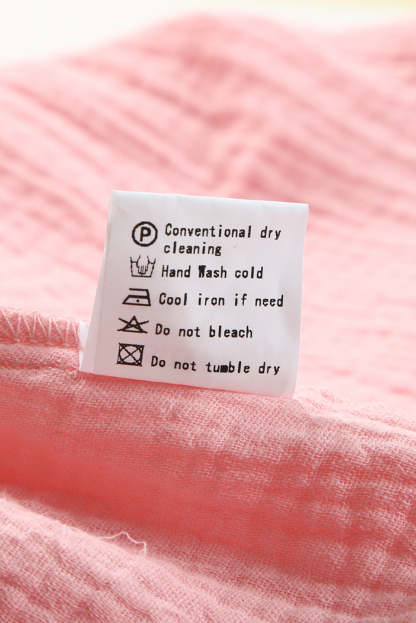 P Conventional dry
cleaning
Hand Wash cold
Cool iron if need
Do not bleach
Do not tumble dry